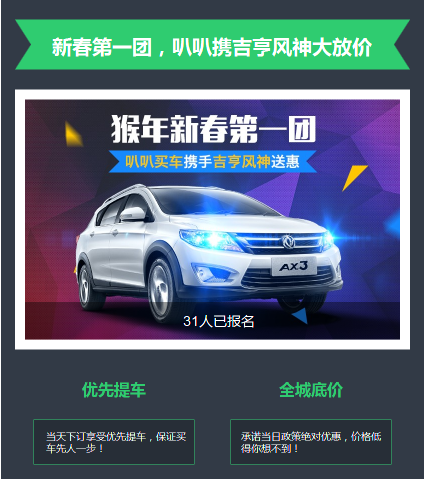 新春第一团，叭叭携吉亨风神大放价
猴年新春第一团
叭叭买车携手吉亨风神送惠
AX3
31人已报名
优先提车
全城底价
当天下订享受优先提车，保证买
车先人一步！
承诺当日政策绝对优惠，价格低
得你想不到！